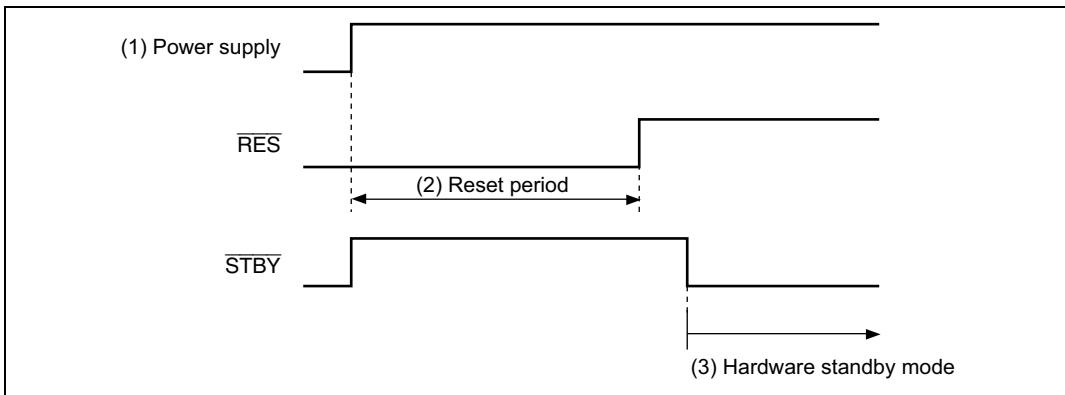 (1) Power supply
RES
(2) Reset period
STBY
(3) Hardware standby mode